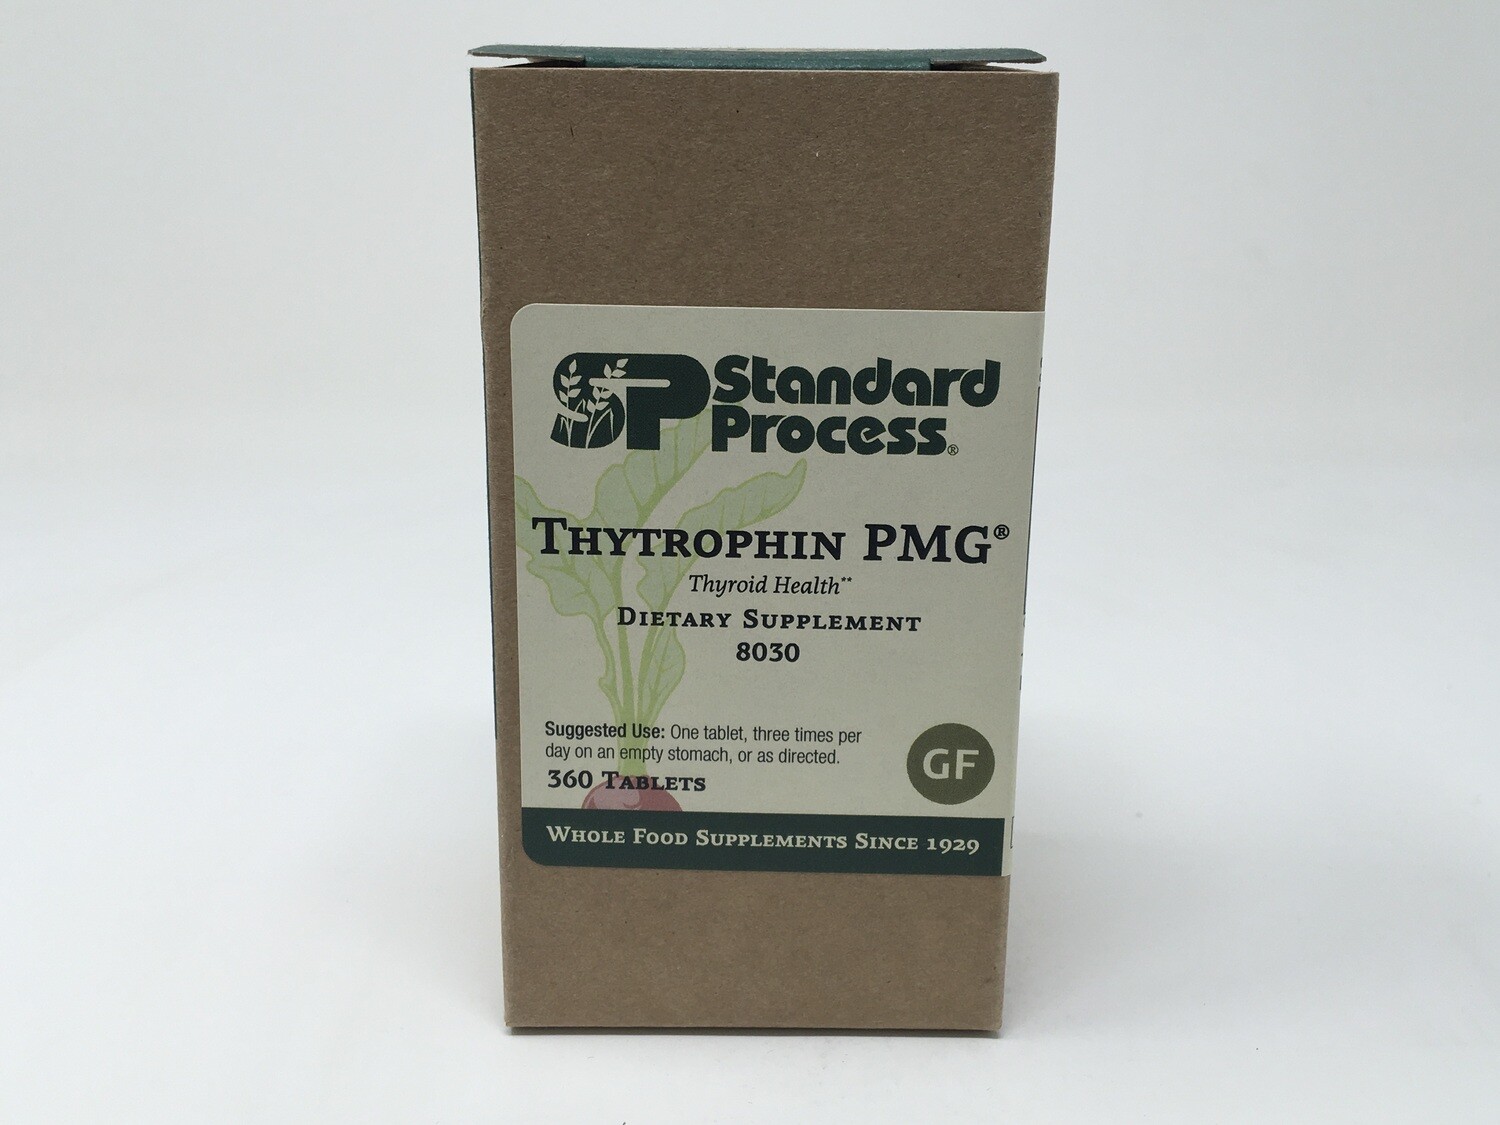 SP Standard
Process®
THYTROPHIN PMG®
Thyroid Health**
DIETARY SUPPLEMENT
8030
Suggested Use: One tablet, three times per
day on an empty stomach, or as directed.
360 TABLETS
GF
WHOLE FOOD SUPPLEMENTS SINCE 1929